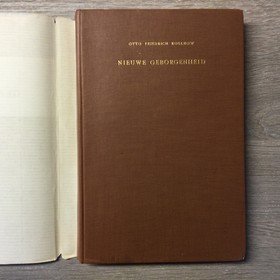 OTTO FRIEDRICH BOLLNOW
NIEUWE GEBORGENHEID